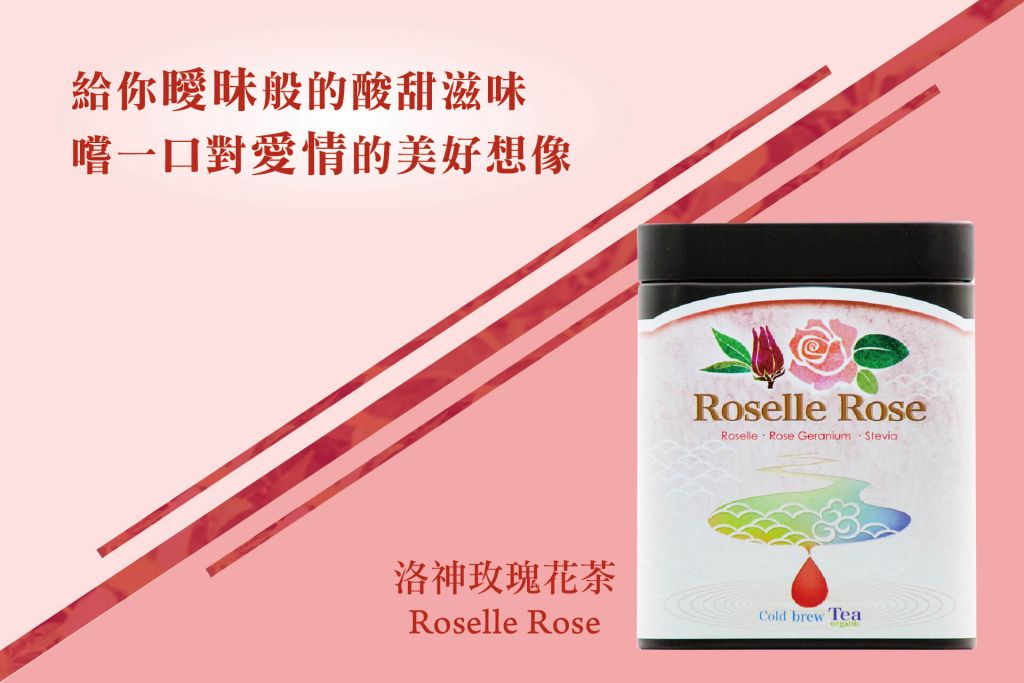 給你曖昧般的酸甜滋味
嚐一口對愛情的美好想像
Roselle Rose
Roselle · Rose Geranium · Stevia
Cold brew Tea
organic
洛神玫瑰花茶
Roselle Rose